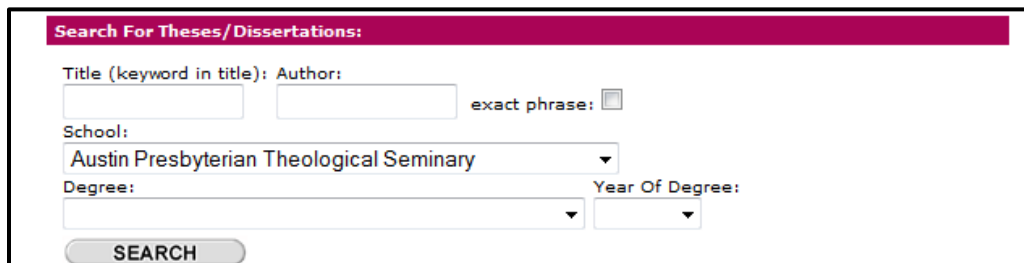 Search For Theses/Dissertations:
Title (keyword in title): Author:
exact phrase:
School:
Austin Presbyterian Theological Seminary
Degree: Year Of Degree:
SEARCH